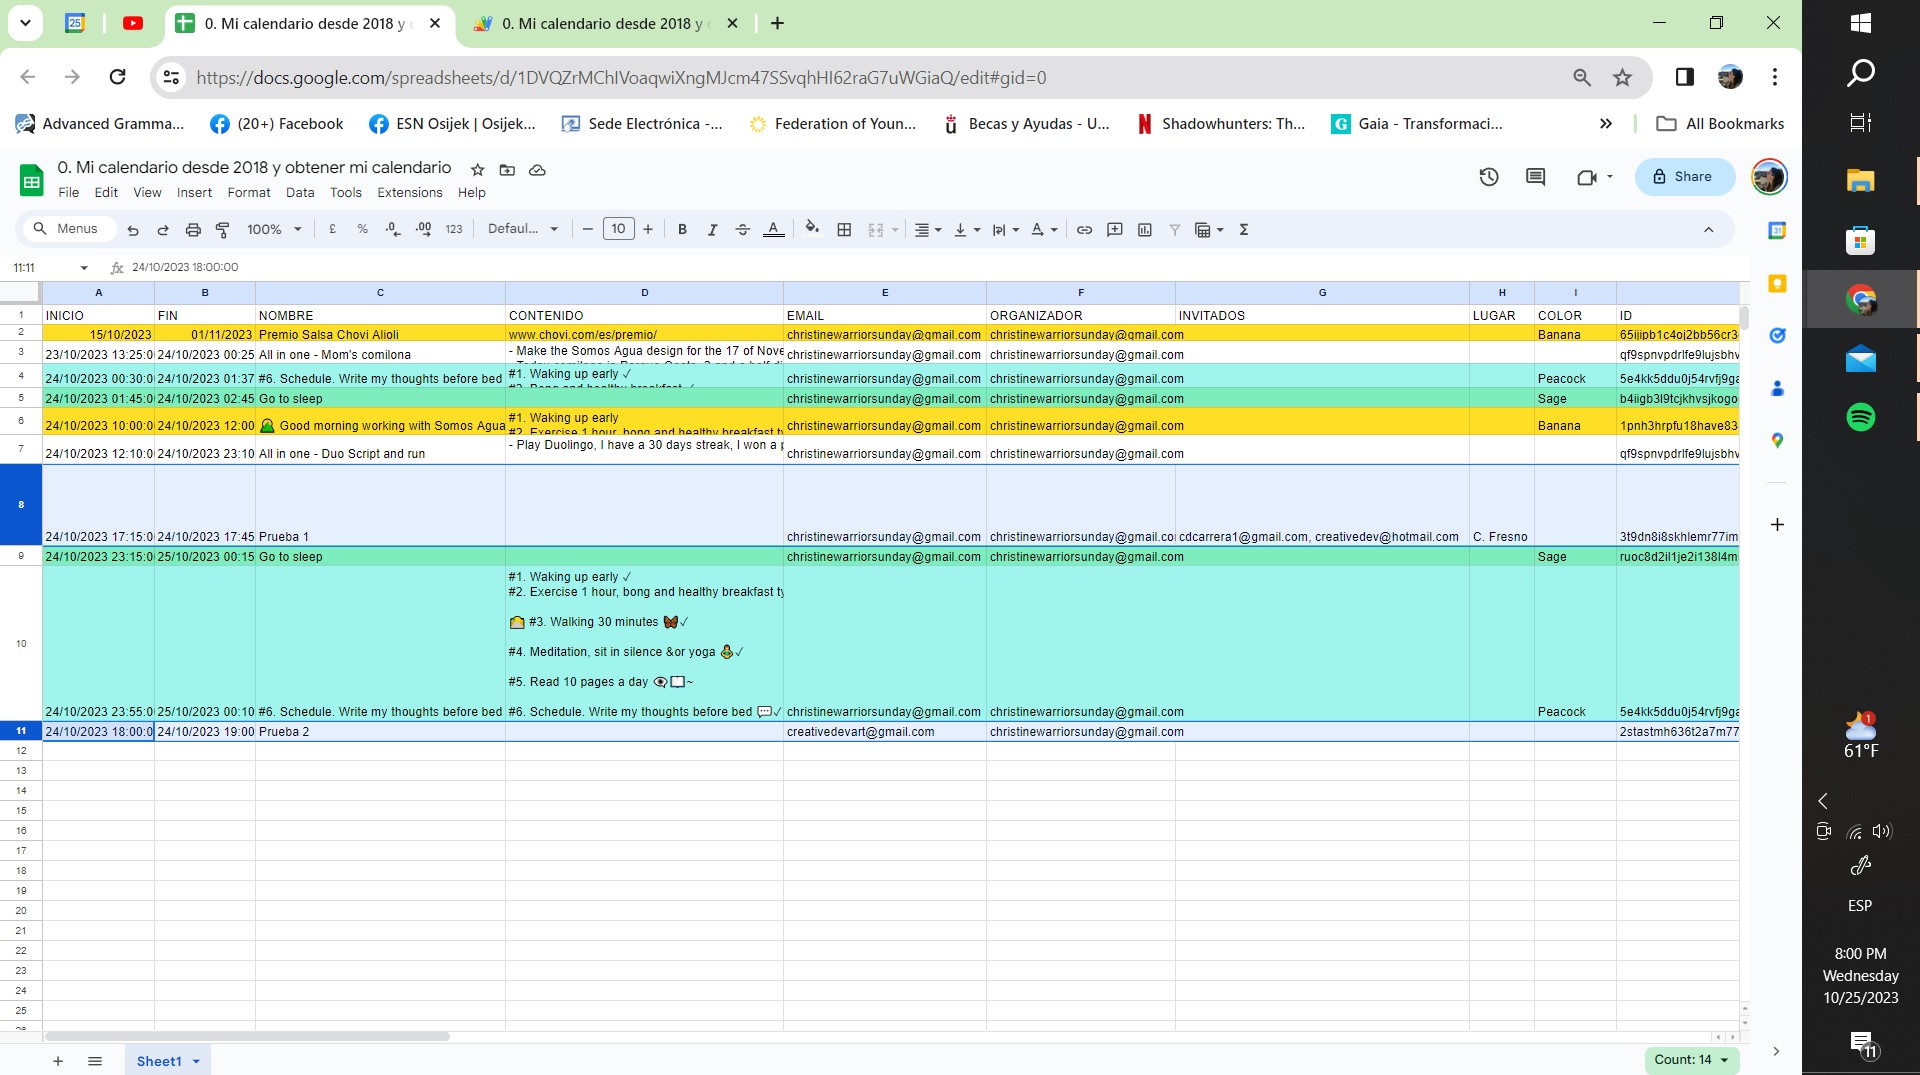 25
0. Mi calendario desde 2018 y
0. Mi calendario desde 2018 y
https://docs.google.com/spreadsheets/d/1DVQZrMChIVoaqwiXngMJcm47SSvqhHI62raG7uWGiaQ/edit#gid=0
Advanced Gramma... (20+) Facebook ESN Osijek | Osijek... Sede Electrónica -... Federation of Youn... Becas y Ayudas - U... Shadowhunters: Th... Gaia - Transformaci... » All Bookmarks
0. Mi calendario desde 2018 y obtener mi calendario
File Edit View Insert Format Data Tools Extensions Help
Share
Menus 100% £ % .0 .00 123 Defaul... 10 B I
11:11 fx 24/10/2023 18:00:00
A B C D E F G H I
1 INICIO FIN NOMBRE CONTENIDO EMAIL ORGANIZADOR INVITADOS LUGAR COLOR ID
2 15/10/2023 01/11/2023 Premio Salsa Chovi Alioli www.chovi.com/es/premio/ christinewarriorsunday@gmail.com christinewarriorsunday@gmail.com Banana 65ijipb1c4oj2bb56cr3
3 23/10/2023 13:25:0 24/10/2023 00:25 All in one - Mom's comilona - Make the Somos Agua design for the 17 of Nove christinewarriorsunday@gmail.com christinewarriorsunday@gmail.com qf9spnvpdrlfe9lujsbhv
4 24/10/2023 00:30:0 24/10/2023 01:37 #6. Schedule. Write my thoughts before bed #1. Waking up early ✓ christinewarriorsunday@gmail.com christinewarriorsunday@gmail.com Peacock 5e4kk5ddu0j54rvfj9ga
5 24/10/2023 01:45:0 24/10/2023 02:45 Go to sleep christinewarriorsunday@gmail.com christinewarriorsunday@gmail.com Sage b4iigb3l9tcjkhvsjkogo
6 24/10/2023 10:00:0 24/10/2023 12:00 Good morning working with Somos Agua #1. Waking up early christinewarriorsunday@gmail.com christinewarriorsunday@gmail.com Banana 1pnh3hrpfu18have83
#2. Exercise 1 hour, bong and healthy breakfast ty
7 24/10/2023 12:10:0 24/10/2023 23:10 All in one - Duo Script and run - Play Duolingo, I have a 30 days streak, I won a p christinewarriorsunday@gmail.com christinewarriorsunday@gmail.com qf9spnvpdrlfe9lujsbhv
8 24/10/2023 17:15:0 24/10/2023 17:45 Prueba 1 christinewarriorsunday@gmail.com christinewarriorsunday@gmail.co cdcarrera1@gmail.com, creativedev@hotmail.com C. Fresno 3t9dn8i8skhlemr77im
9 24/10/2023 23:15:0 25/10/2023 00:15 Go to sleep christinewarriorsunday@gmail.com christinewarriorsunday@gmail.com Sage ruoc8d2il1je2i138l4m
#1. Waking up early ✓
#2. Exercise 1 hour, bong and healthy breakfast ty
#3. Walking 30 minutes 🦋✓
#4. Meditation, sit in silence &or yoga ✓
#5. Read 10 pages a day 👁📖~
10 24/10/2023 23:55:0 25/10/2023 00:10 #6. Schedule. Write my thoughts before bed #6. Schedule. Write my thoughts before bed 💬✓ christinewarriorsunday@gmail.com christinewarriorsunday@gmail.com Peacock 5e4kk5ddu0j54rvfj9ga
11 24/10/2023 18:00:0 24/10/2023 19:00 Prueba 2 creativedevart@gmail.com christinewarriorsunday@gmail.com 2stastmh636t2a7m77
12
13
14
15
16
17
18
19
20
21
22
23
24
25
Sheet1
Count: 14
1
61°F
ESP
8:00 PM
Wednesday
10/25/2023
11